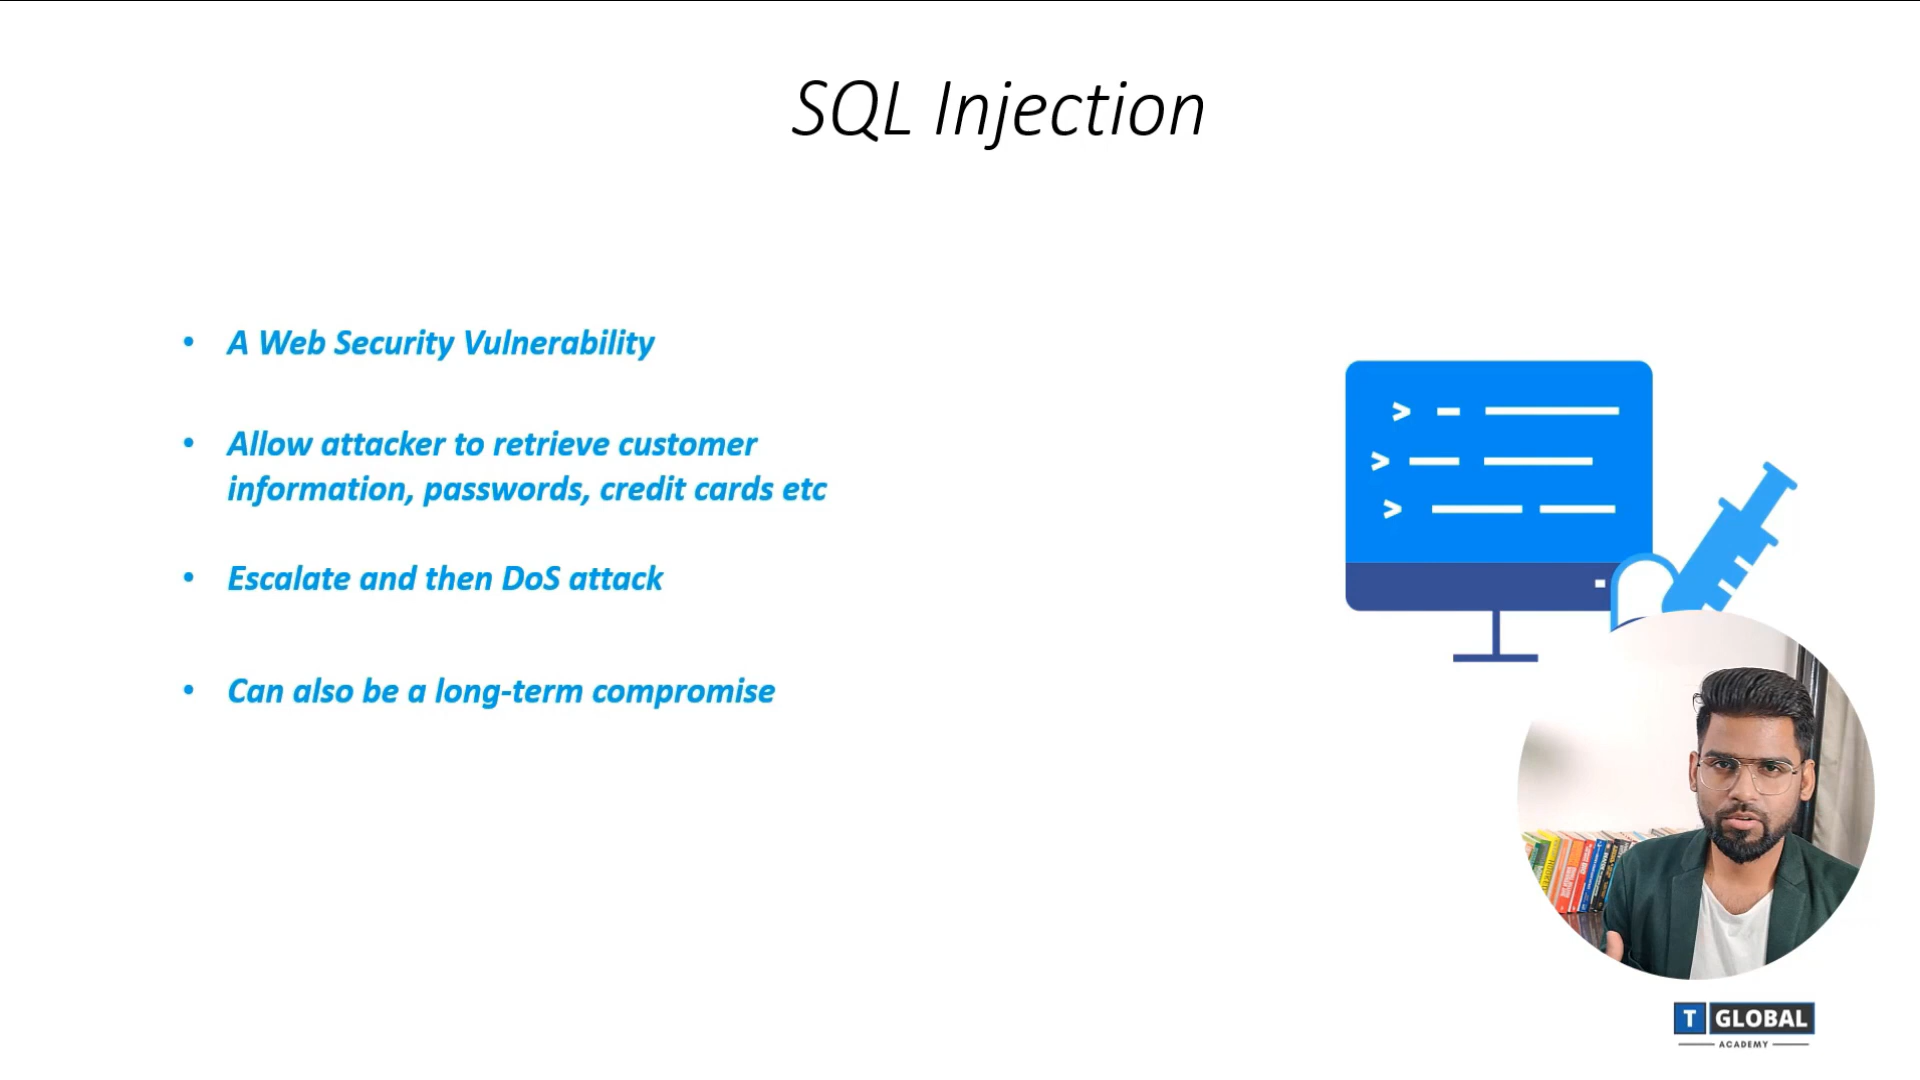 SQL Injection
• A Web Security Vulnerability
• Allow attacker to retrieve customer
information, passwords, credit cards etc
• Escalate and then DoS attack
• Can also be a long-term compromise
T GLOBAL
ACADEMY